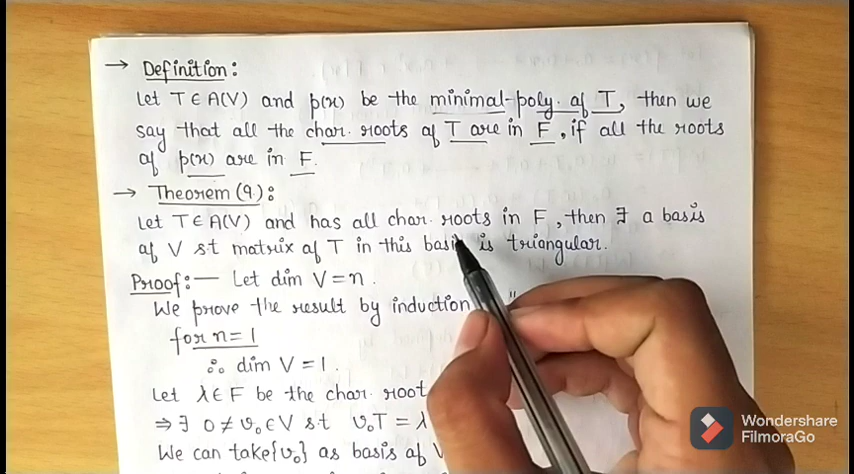 → Definition:
Let T ∈ A(V) and p(x) be the minimal-poly. of T, then we
say that all the char. roots of T are in F, if all the roots
of p(x) are in F.
→ Theorem (9):
Let T ∈ A(V) and has all char. roots in F, then ∃ a basis
of V st matrix of T in this basis is triangular.
Proof:— Let dim V = n.
We prove the result by induction
for n = 1
∴ dim V = 1
Let λ ∈ F be the char. root
⇒ ∃ 0 ≠ v₀ ∈ V s.t v₀T = λ
We can take {v₀} as basis of V
Wondershare
FilmoraGo